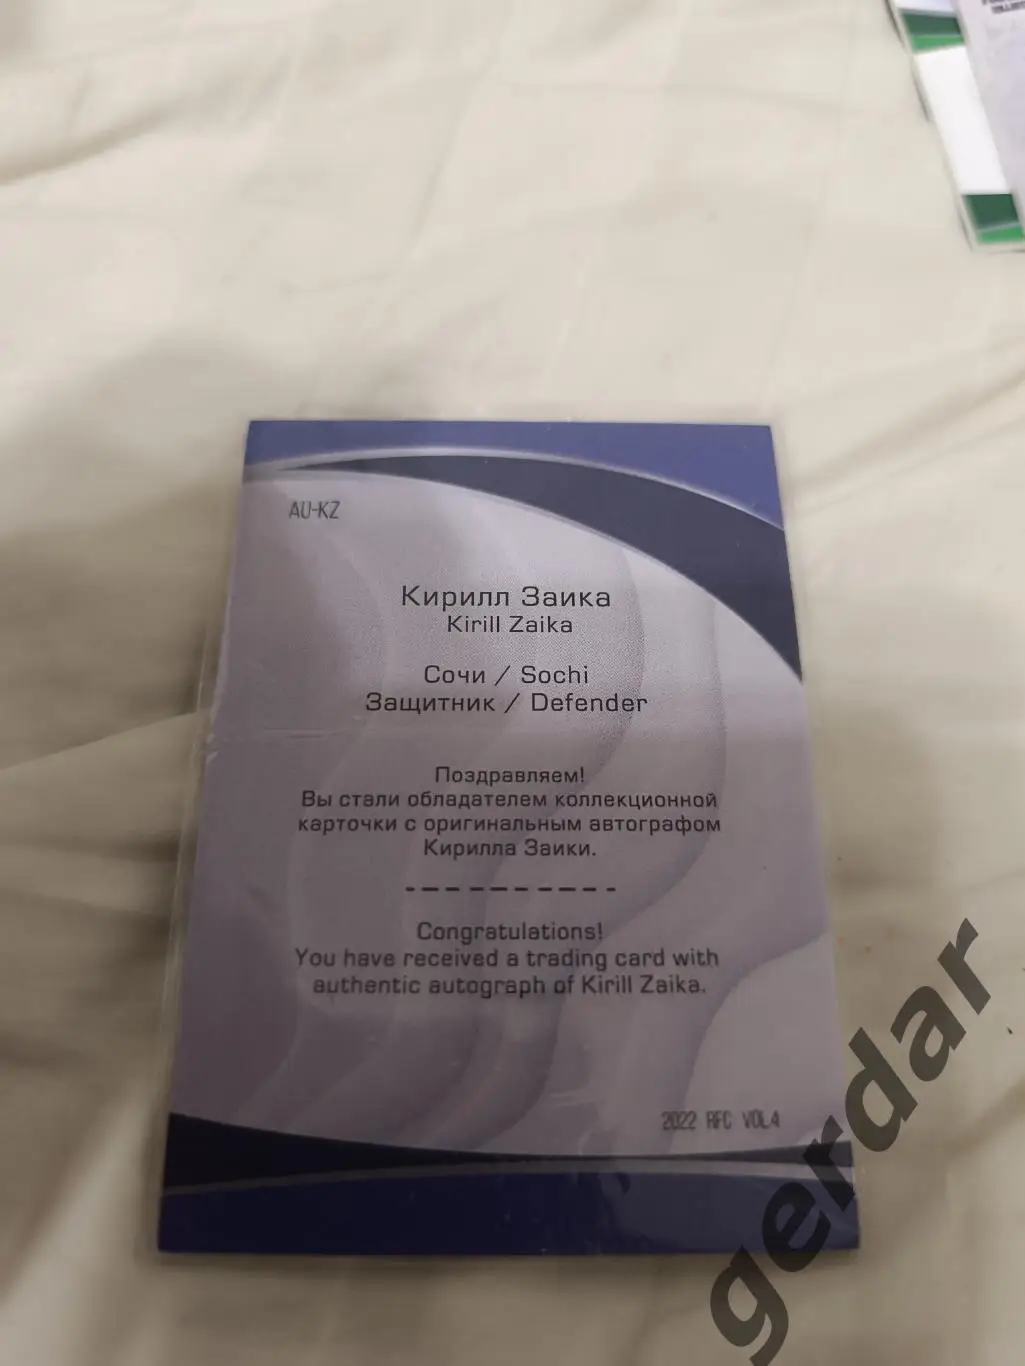 AU-KZ
Кирилл Заика
Kirill Zaika
Сочи / Sochi
Защитник / Defender
Поздравляем!
Вы стали обладателем коллекционной
карточки с оригинальным автографом
Кирилла Заики.
Congratulations!
You have received a trading card with
authentic autograph of Kirill Zaika.
2022 RFC VOL4
gerdar